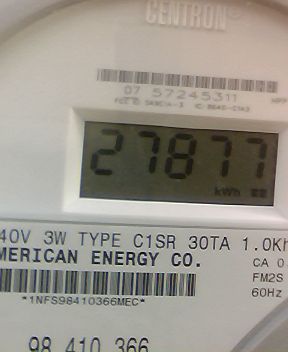 CENTRON®
07 57245311
27877
kWh
40V 3W TYPE C1SR 30TA 1.0Kh
MERICAN ENERGY CO.
CA 0.
FM2S
60Hz
*1NFS98410366MEC*
98 410 366